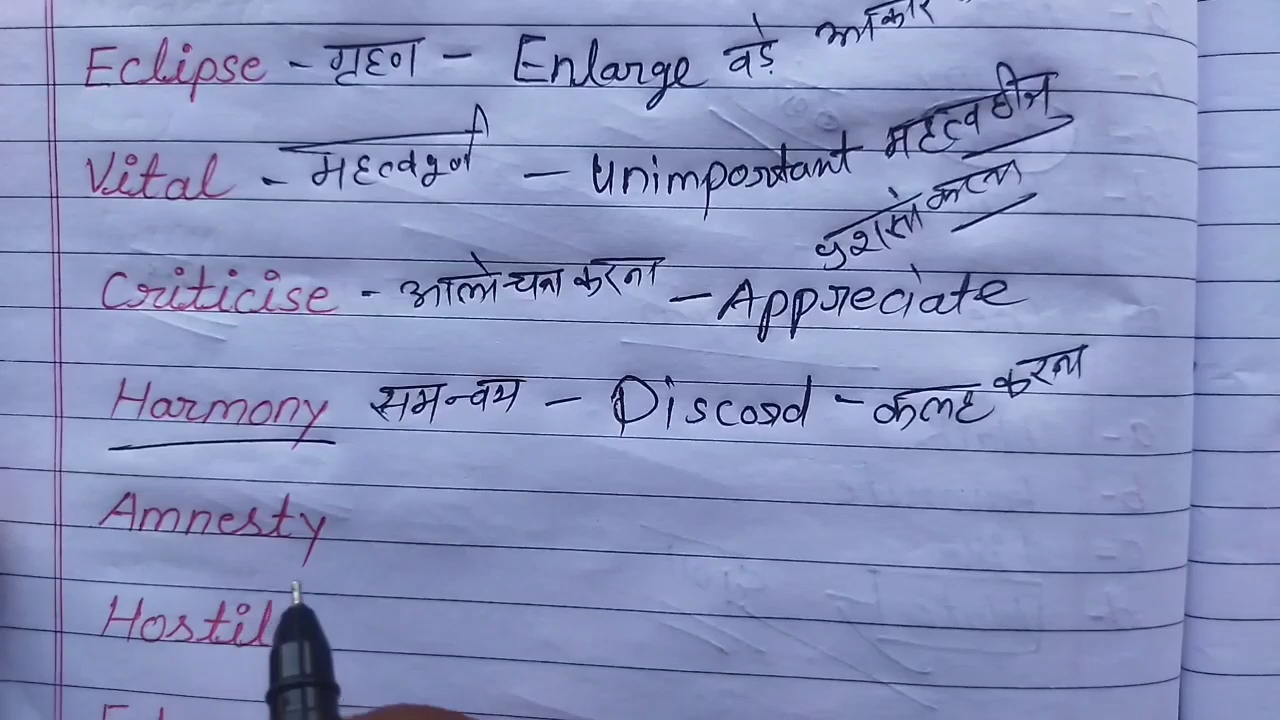 Eclipse - गृहण - Enlarge बड़े आकार
Vital - महत्वपूर्ण - Unimportant महत्वहीन
Criticise - आलोचना करना - Appreciate प्रशंसा करना
Harmony समन्वय - Discord - कलह करना
Amnesty
Hostil